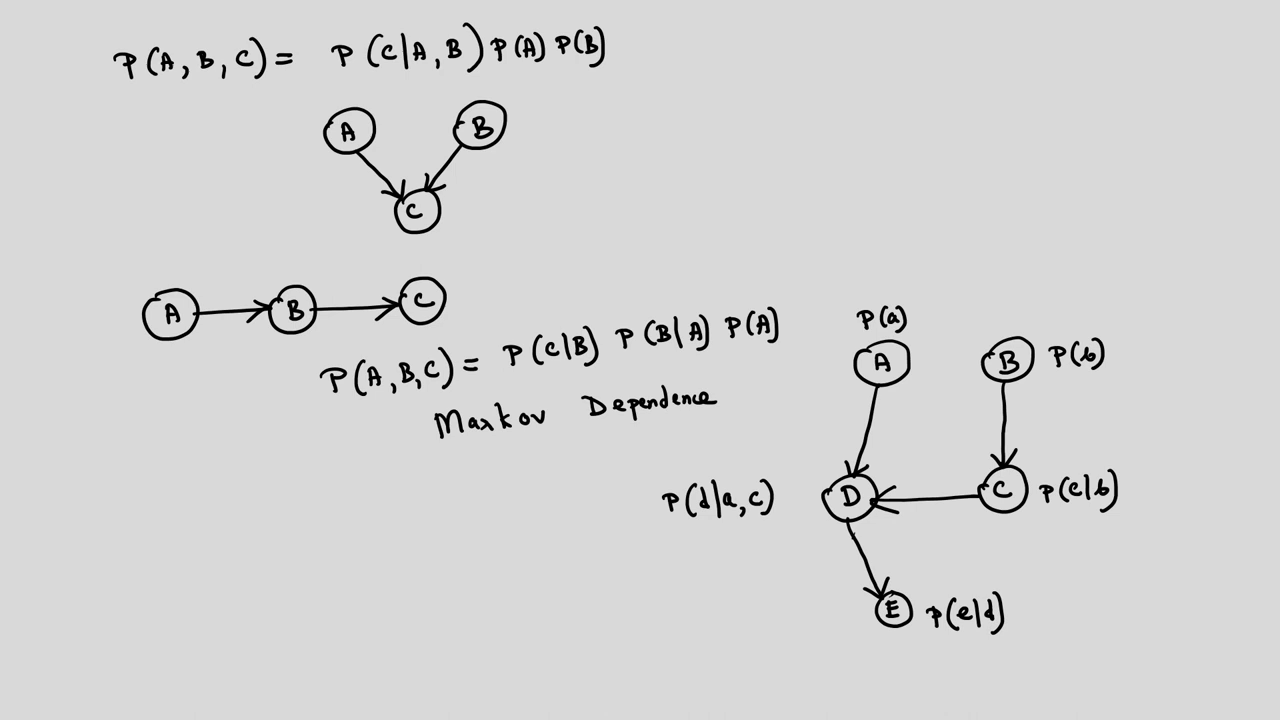 P(A,B,C) = P(C|A,B) P(A) P(B)
A B
C
A B C
P(A,B,C) = P(C|B) P(B|A) P(A)
Markov Dependence
P(a)
A B P(b)
P(d|a,c) D C P(c|b)
E P(e|d)